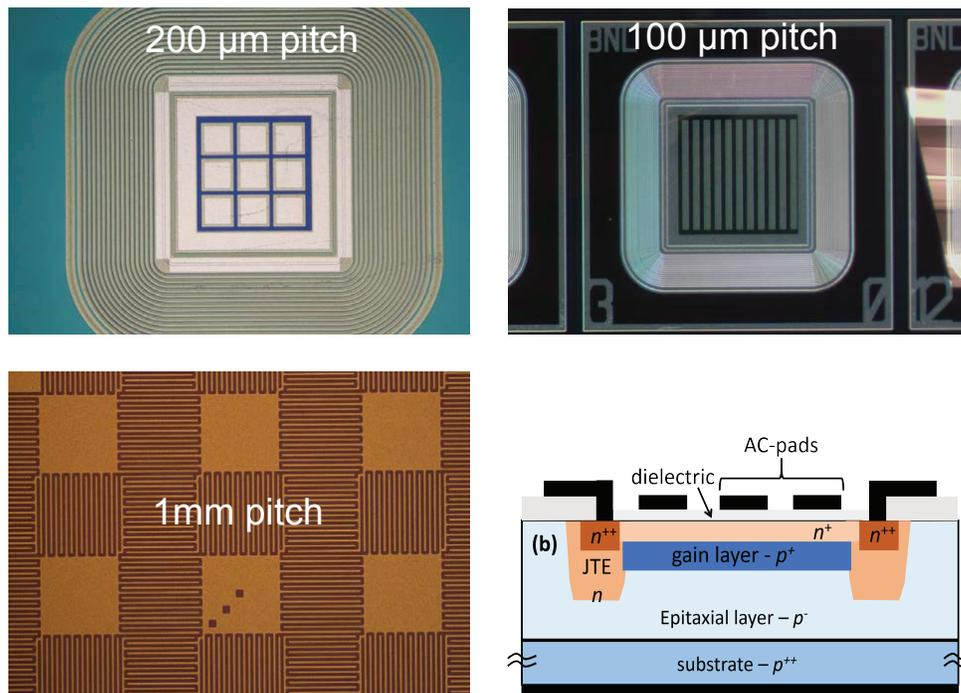 200 µm pitch
BNL
100 µm pitch
BNL
3
0
12
1mm pitch
AC-pads
dielectric
(b)
n++
n+
n++
gain layer - p+
JTE
n
Epitaxial layer – p-
substrate – p++